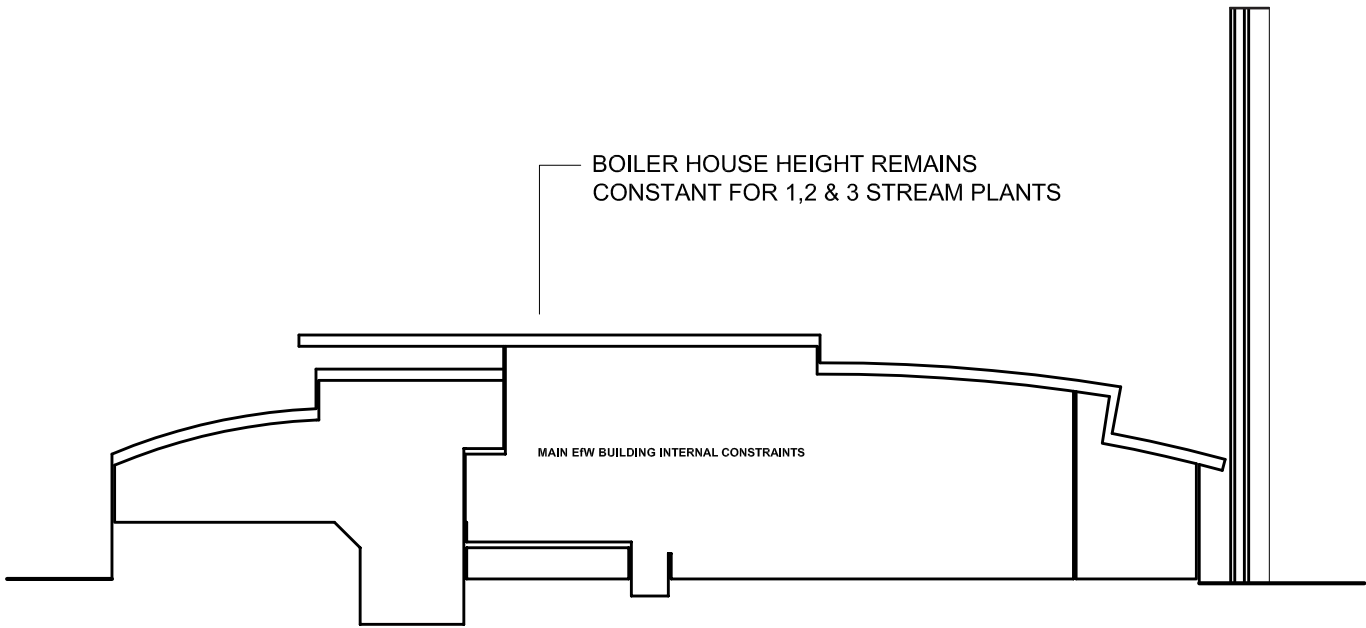 BOILER HOUSE HEIGHT REMAINS
CONSTANT FOR 1,2 & 3 STREAM PLANTS
MAIN EfW BUILDING INTERNAL CONSTRAINTS